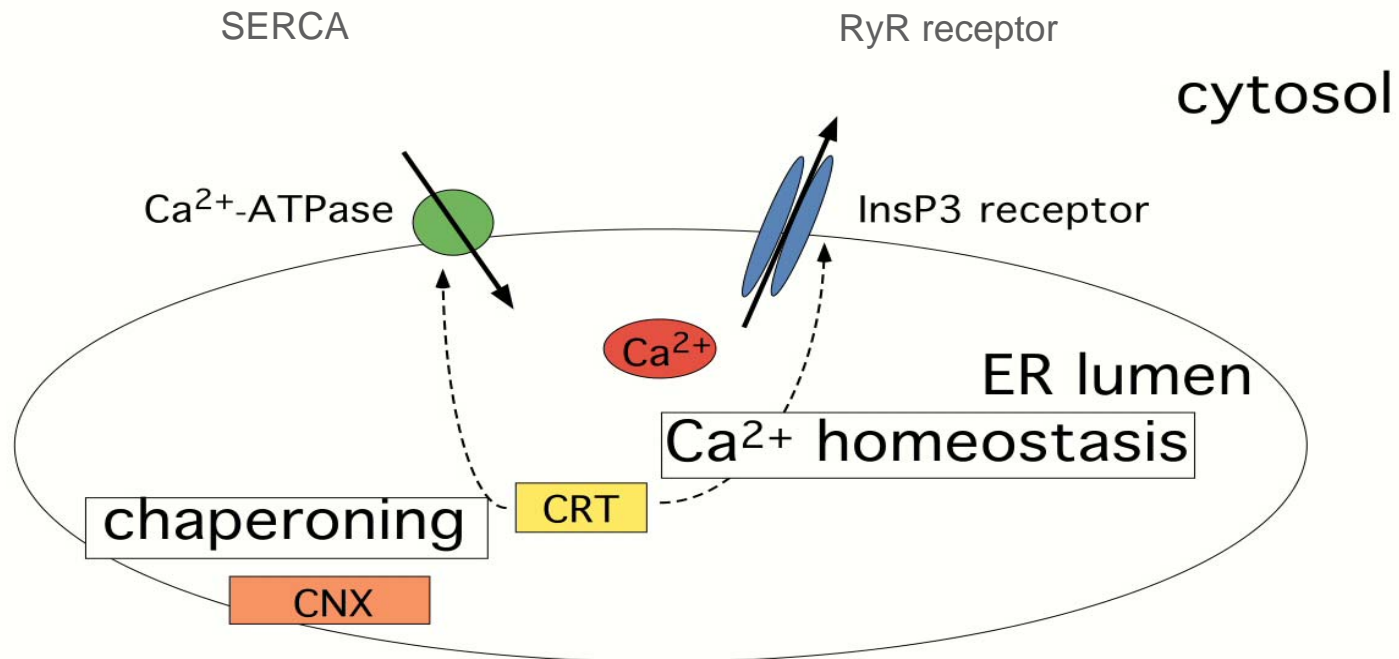 SERCA
RyR receptor
cytosol
Ca²⁺-ATPase
InsP3 receptor
Ca²⁺
ER lumen
Ca²⁺ homeostasis
chaperoning
CRT
CNX